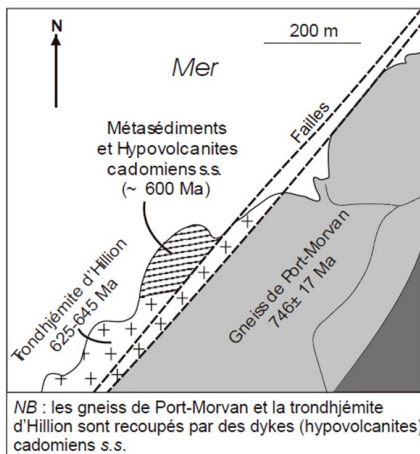 N
200 m
Mer
Failles
Métasédiments
et Hypovolcanites
cadomiens s.s.
(~ 600 Ma)
Trondhjémite d'Hillion
625-645 Ma
Gneiss de Port-Morvan
746± 17 Ma
NB : les gneiss de Port-Morvan et la trondhjémite
d'Hillion sont recoupés par des dykes (hypovolcanites)
cadomiens s.s.